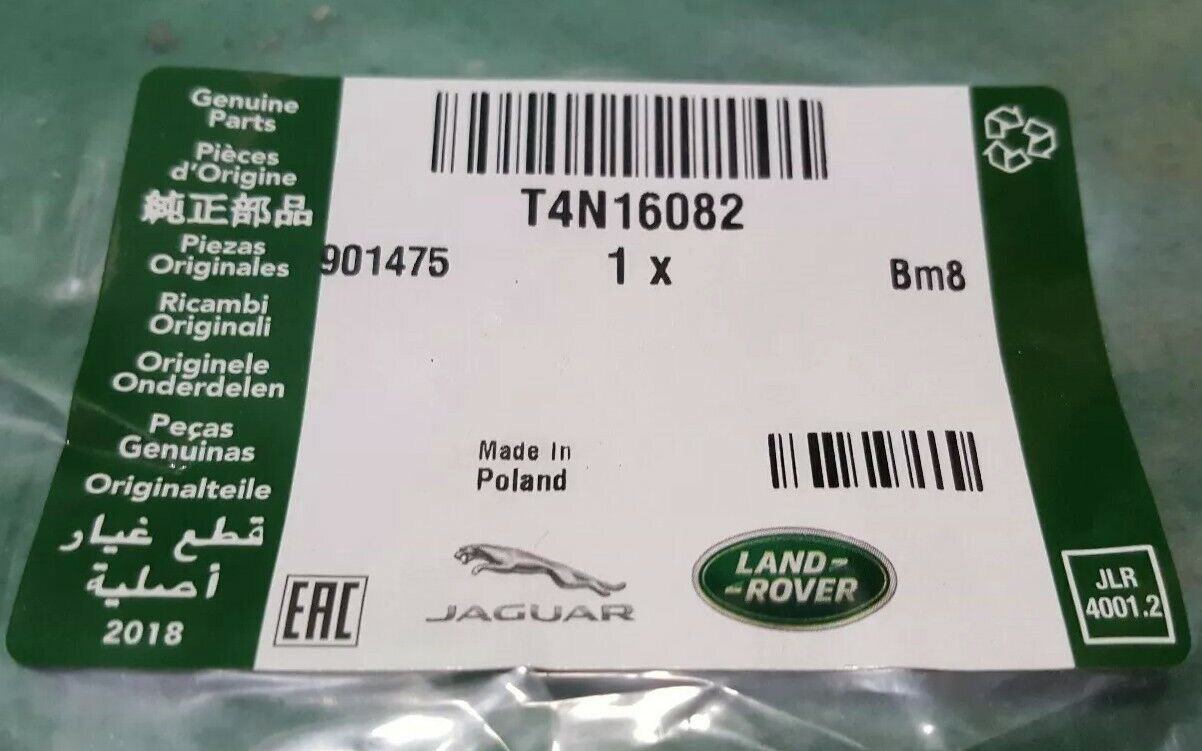 Genuine
Parts
Pièces
d'Origine
純正部品
Piezas
Originales
Ricambi
Originali
Originele
Onderdelen
Peças
Genuinas
Originalteile
قطع غيار
أصلية
2018
T4N16082
901475
1 x
Bm8
Made In
Poland
EAC
JAGUAR
LAND-
-ROVER
JLR
4001.2